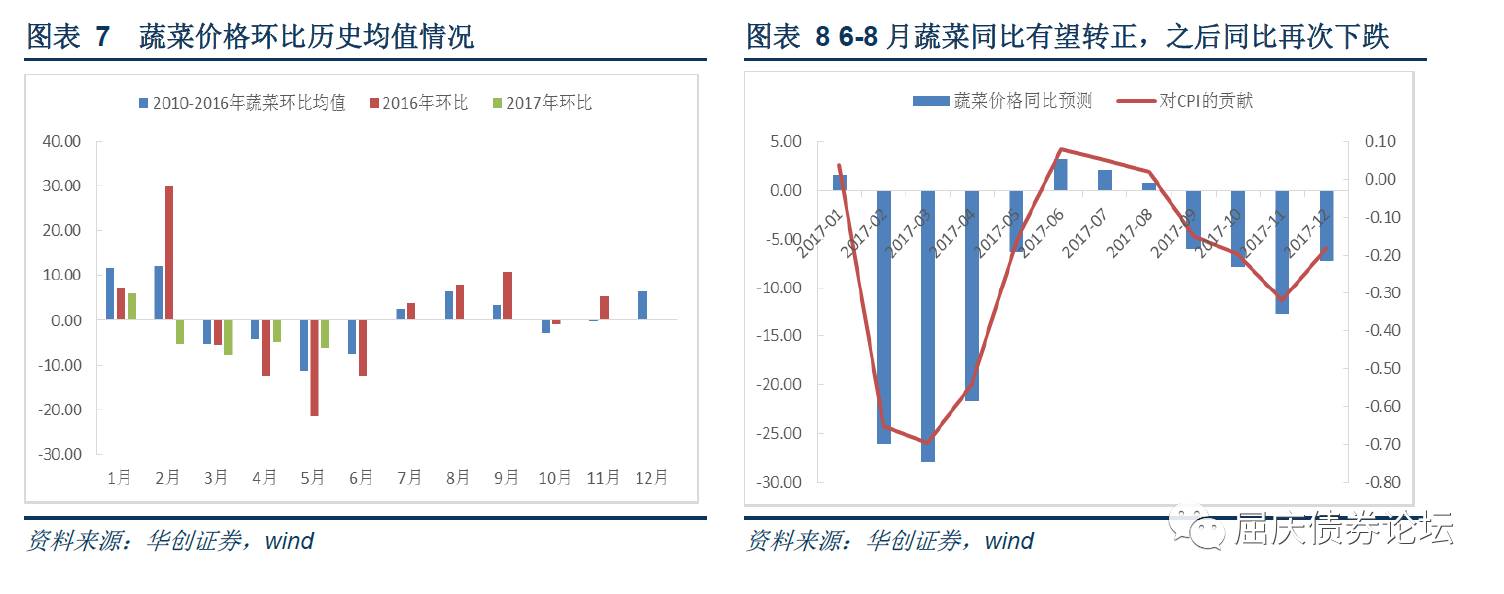 图表 7 蔬菜价格环比历史均值情况
2010-2016年蔬菜环比均值 2016年环比 2017年环比
40.00
30.00
20.00
10.00
0.00
-10.00
-20.00
-30.00
1月 2月 3月 4月 5月 6月 7月 8月 9月 10月 11月 12月
资料来源：华创证券，wind
图表 8 6-8 月蔬菜同比有望转正，之后同比再次下跌
蔬菜价格同比预测 对CPI的贡献
5.00
0.00
-5.00
-10.00
-15.00
-20.00
-25.00
-30.00
2017-01 2017-02 2017-03 2017-04 2017-05 2017-06 2017-07 2017-08 2017-09 2017-10 2017-11 2017-12
0.10
0.00
-0.10
-0.20
-0.30
-0.40
-0.50
-0.60
-0.70
-0.80
资料来源：华创证券，wind
屈庆债券论坛